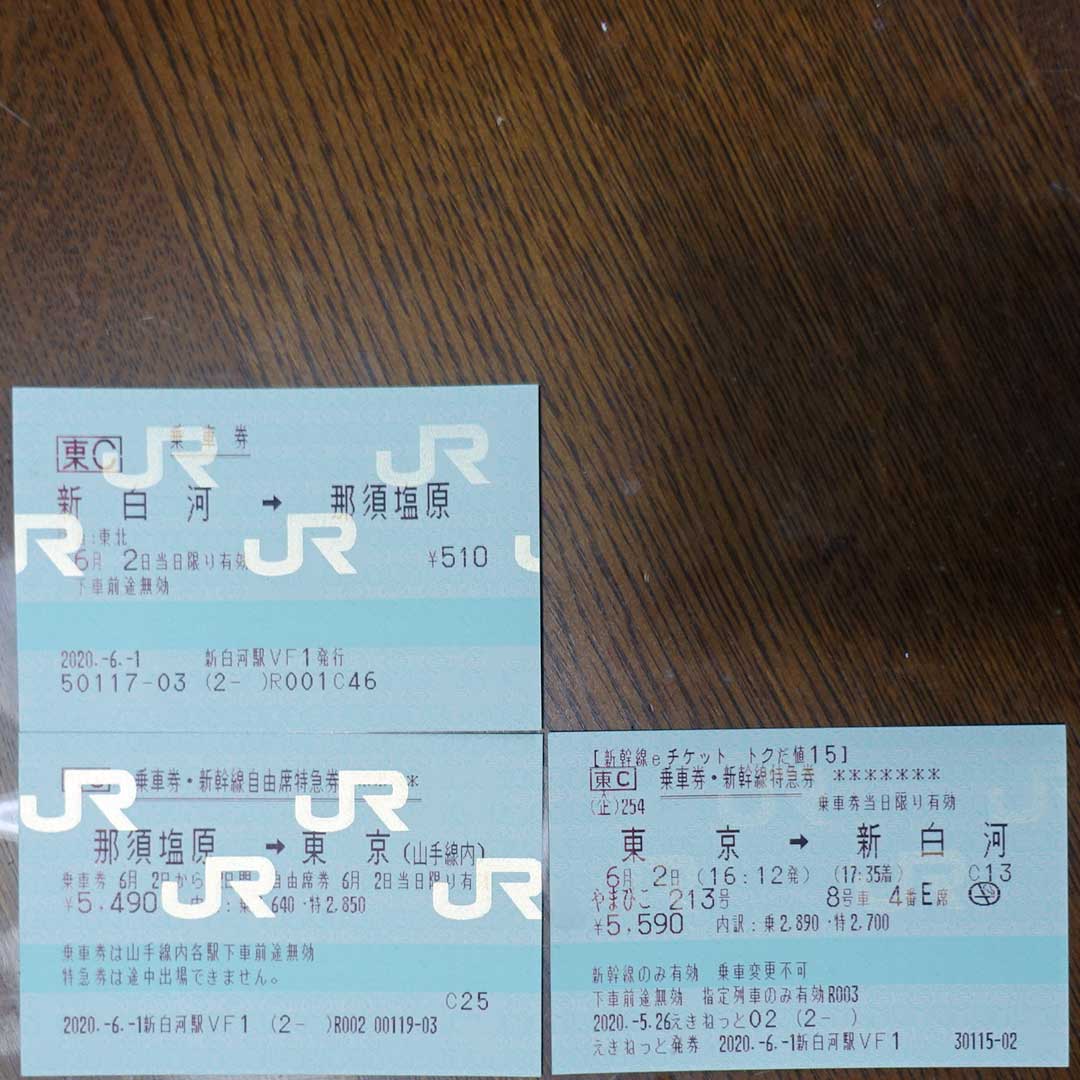 乗車券
東C
新白河 → 那須塩原
:東北
6月 2日当日限り有効 ¥510
下車前途無効
2020.-6.-1 新白河駅VF1発行
50117-03 (2- )R001C46
乗車券・新幹線自由席特急券 *
那須塩原 → 東京(山手線内)
乗車券 6月 2日から 自由席券 6月 2日当日限り有
¥5,490 640・特2,850
乗車券は山手線内各駅下車前途無効
特急券は途中出場できません。
C25
2020.-6.-1新白河駅VF1 (2- )R002 00119-03
[新幹線eチケット トクだ値15]
東C 乗車券・新幹線特急券 *******
(企)254 乗車券当日限り有効
東京 → 新白河
6月 2日 (16:12発) (17:35着) C13
やまびこ 213号 8号車 4番E席
¥5,590 内訳:乗2,890・特2,700
新幹線のみ有効 乗車変更不可
下車前途無効 指定列車のみ有効R003
2020.-5.26えきねっと02 (2- )
えきねっと発券 2020.-6.-1新白河駅VF1 30115-02
JR
JR
JR
JR
JR
JR
JR
JR